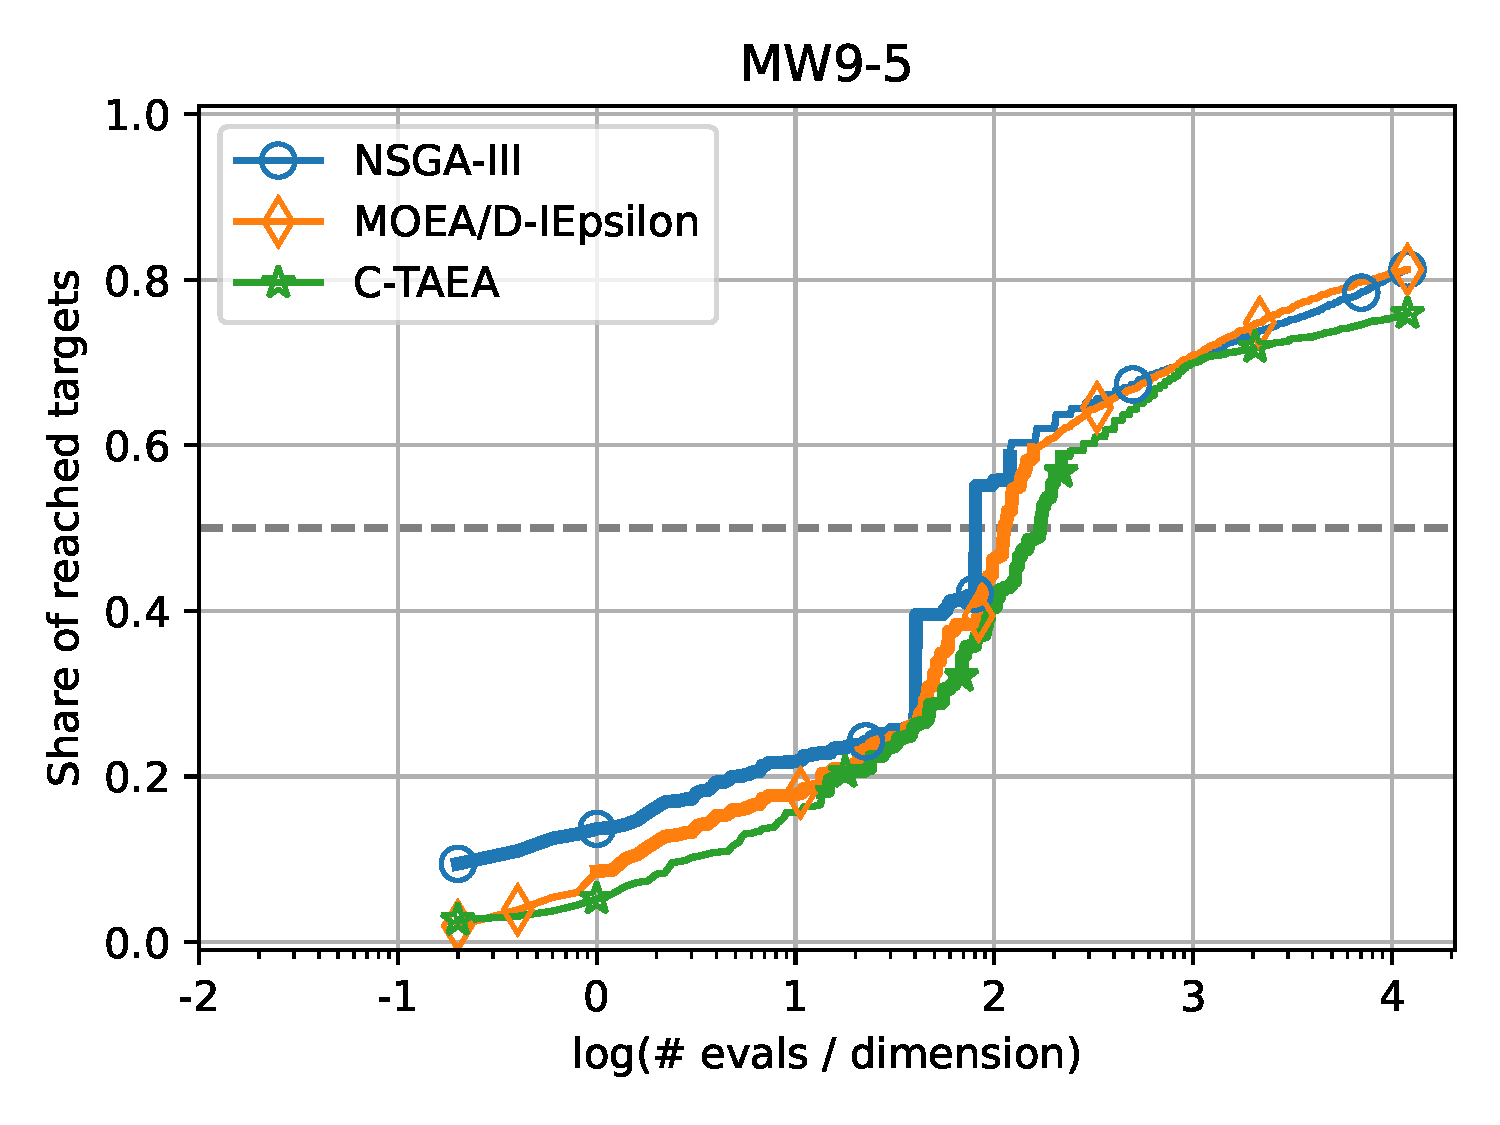 MW9-5
1.0
0.8
0.6
0.4
0.2
0.0
Share of reached targets
NSGA-III
MOEA/D-IEpsilon
C-TAEA
-2 -1 0 1 2 3 4
log(# evals / dimension)